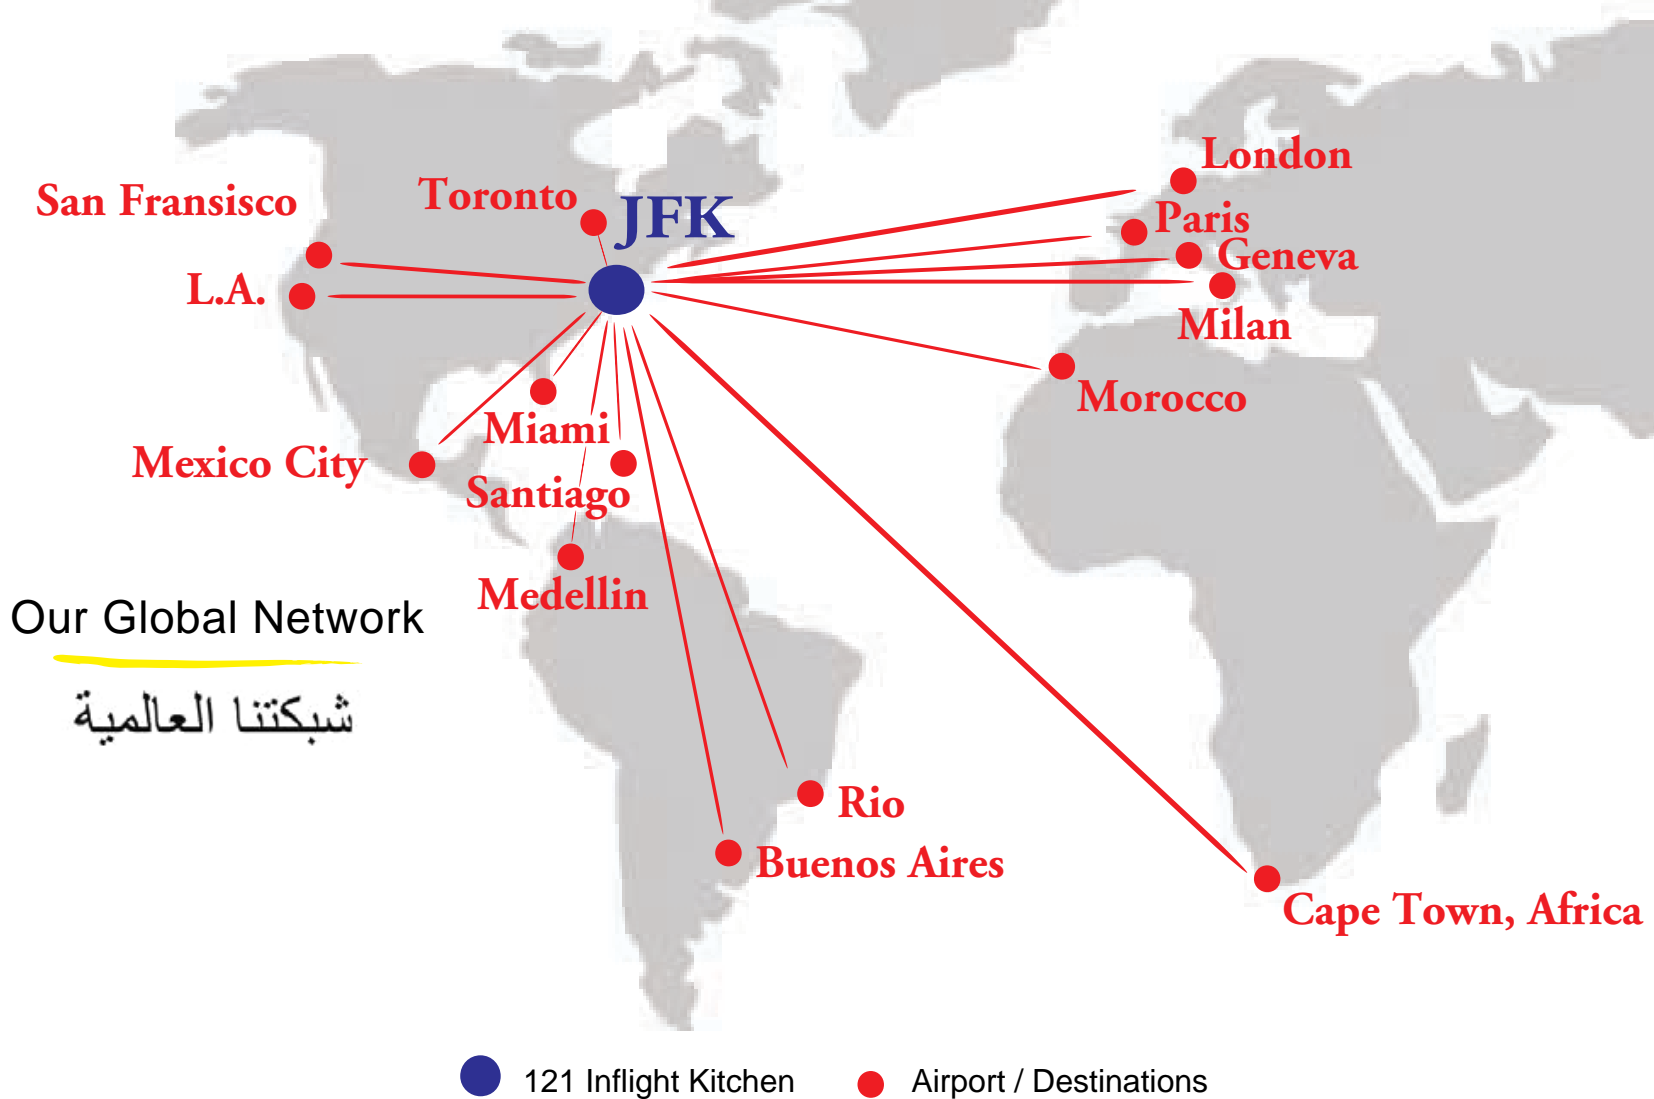 London
San Fransisco
Toronto
JFK
Paris
Geneva
L.A.
Milan
Morocco
Miami
Mexico City
Santiago
Medellin
Our Global Network
شبكتنا العالمية
Rio
Buenos Aires
Cape Town, Africa
121 Inflight Kitchen
Airport / Destinations